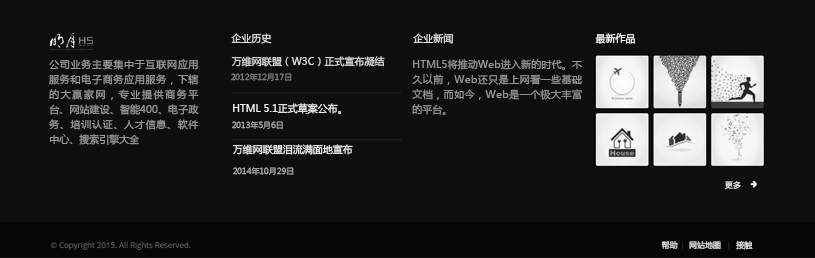 明月H5
公司业务主要集中于互联网应用
服务和电子商务应用服务，下辖
的大赢家网，专业提供商务平
台、网站建设、智能400、电子政
务、培训认证、人才信息、软件
中心、搜索引擎大全
企业历史
万维网联盟（W3C）正式宣布凝结
2012年12月17日
HTML 5.1正式草案公布。
2013年5月6日
万维网联盟泪流满面地宣布
2014年10月29日
企业新闻
HTML5将推动Web进入新的时代。不
久以前，Web还只是上网看一些基础
文档，而如今，Web是一个极大丰富
的平台。
最新作品
House
更多
© Copyright 2015. All Rights Reserved.
帮助 | 网站地图 | 接触